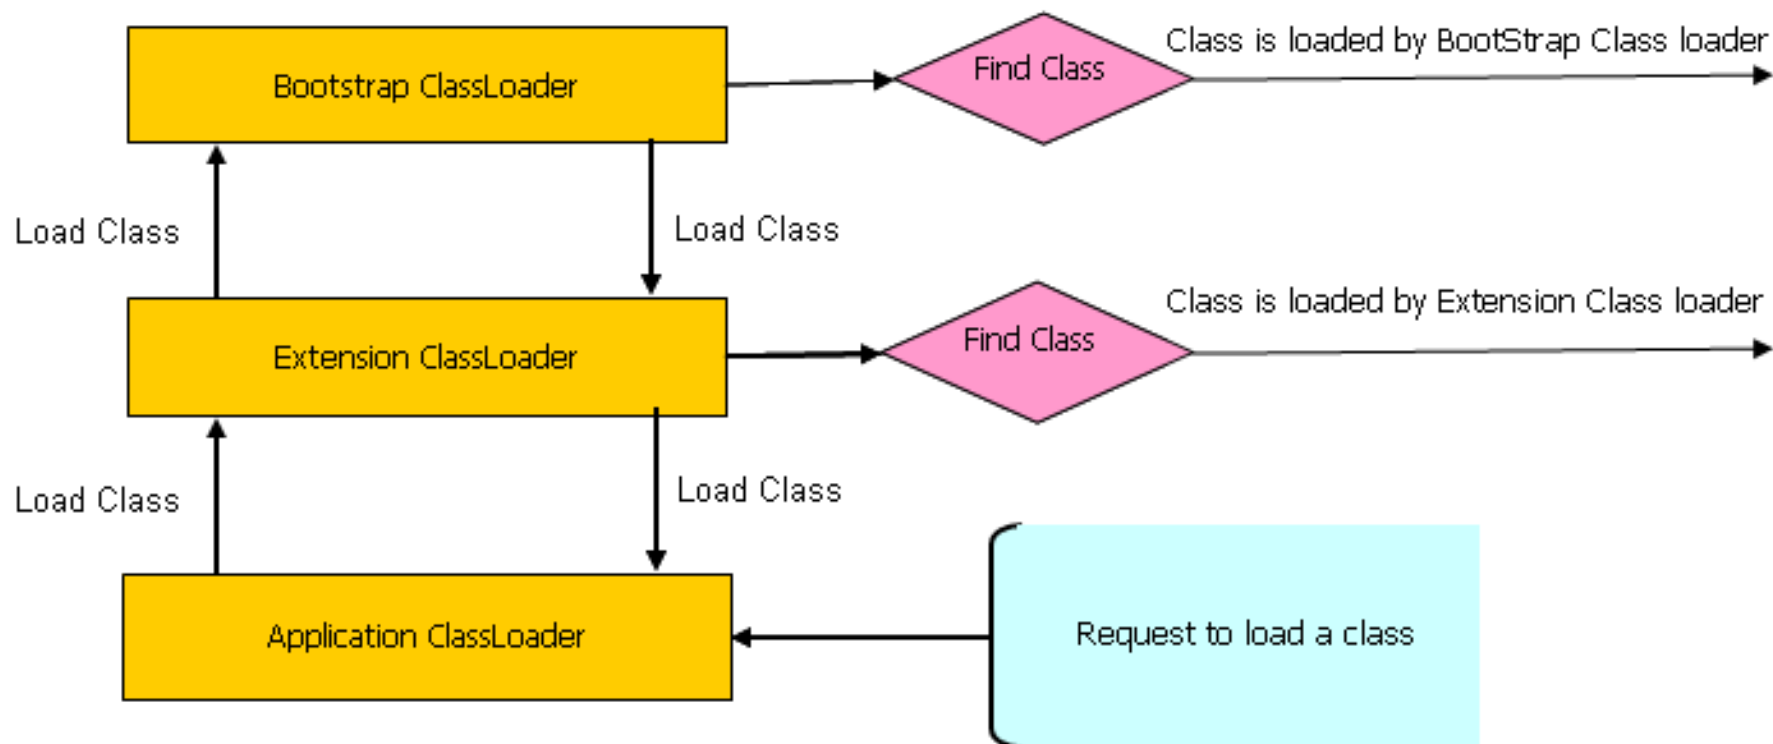 Bootstrap ClassLoader
Find Class
Class is loaded by BootStrap Class loader
Load Class
Load Class
Extension ClassLoader
Find Class
Class is loaded by Extension Class loader
Load Class
Load Class
Application ClassLoader
Request to load a class